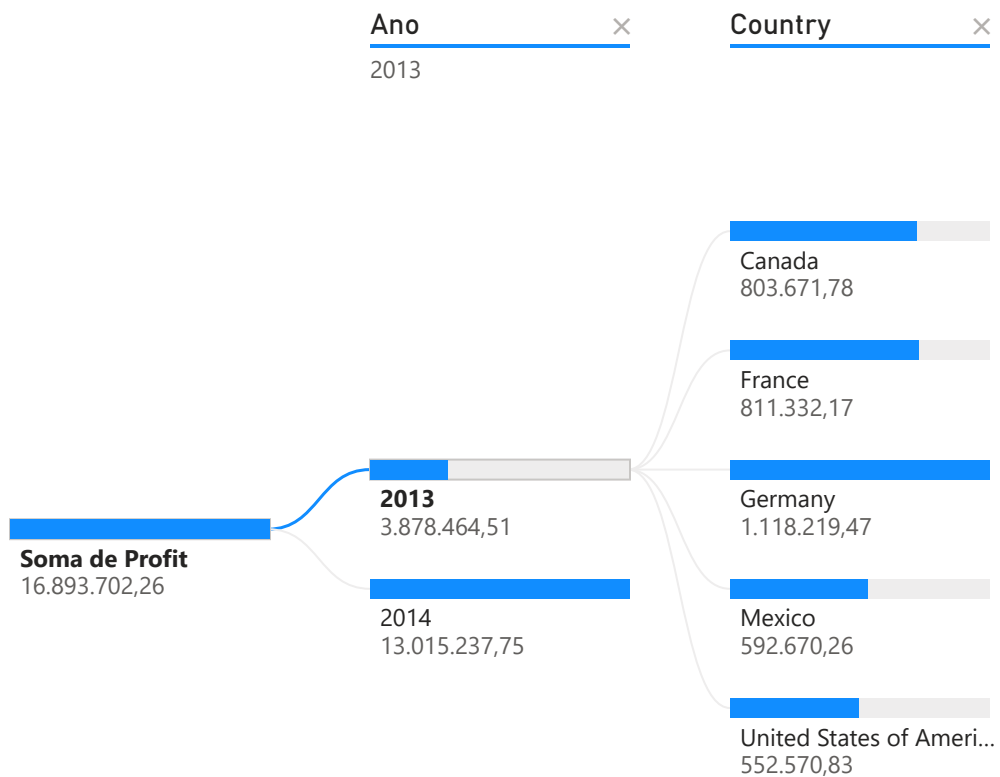 Ano
Country
2013
Canada
803.671,78
France
811.332,17
Germany
1.118.219,47
2013
3.878.464,51
Soma de Profit
16.893.702,26
2014
13.015.237,75
Mexico
592.670,26
United States of Ameri...
552.570,83